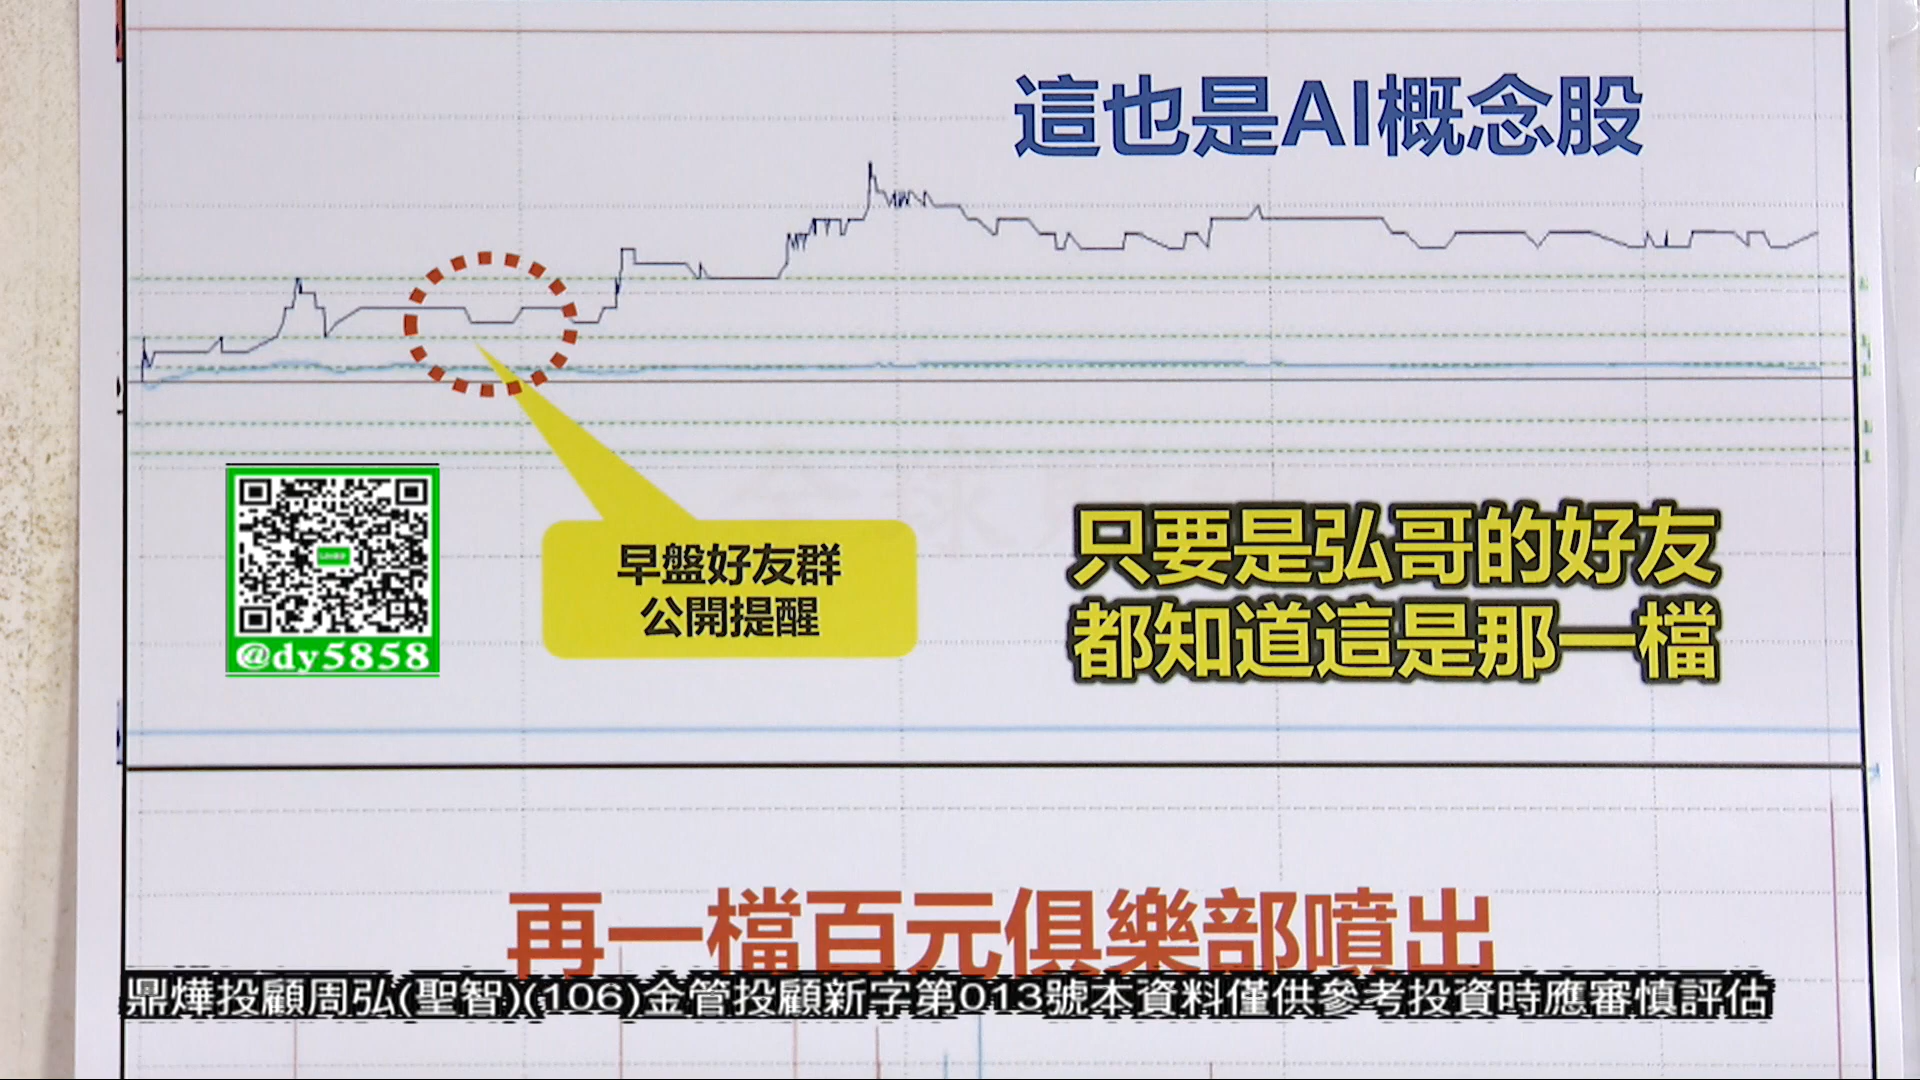 這也是AI概念股
早盤好友群
公開提醒
只要是弘哥的好友
都知道這是那一檔
@dy5858
再一檔百元俱樂部噴出
鼎燁投顧周弘(聖智)(106)金管投顧新字第013號本資料僅供參考投資時應審慎評估